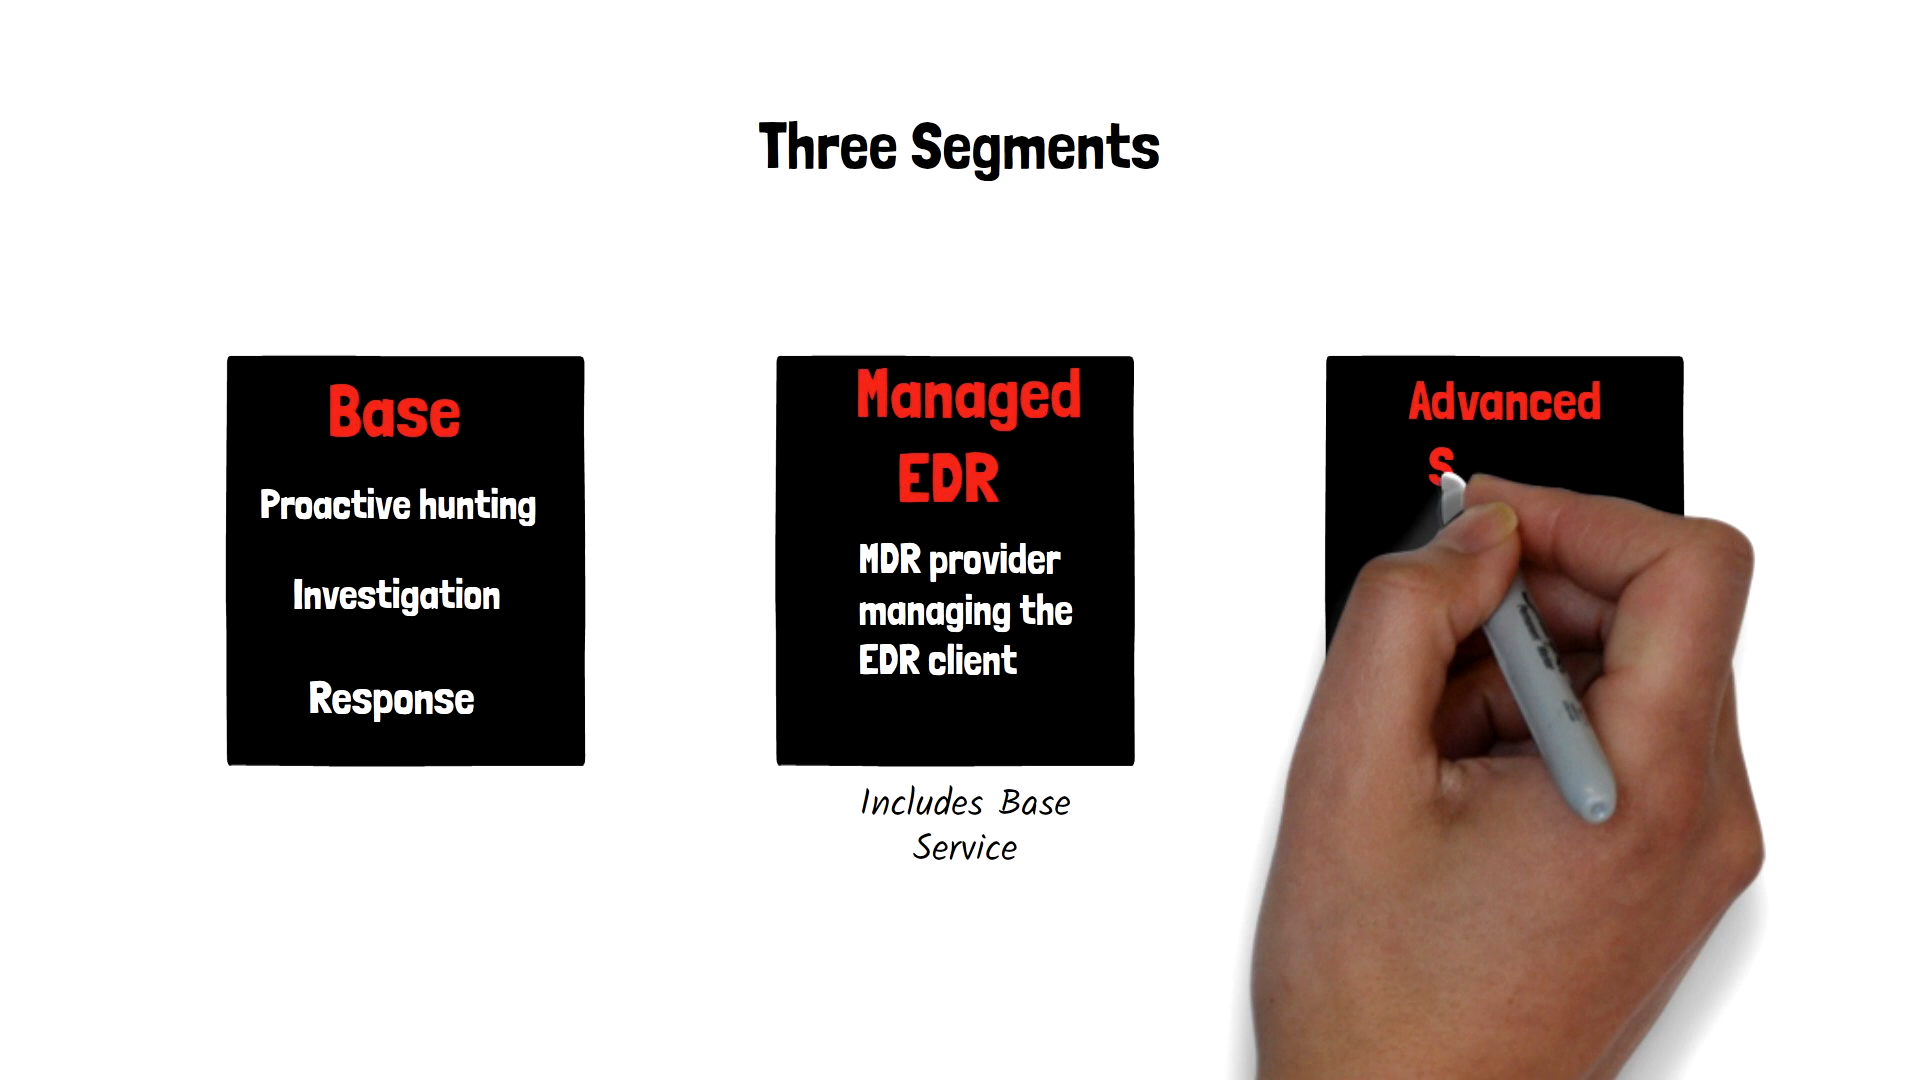 Three Segments
Base
Proactive hunting
Investigation
Response
Managed
EDR
MDR provider
managing the
EDR client
Includes Base
Service
Advanced
S